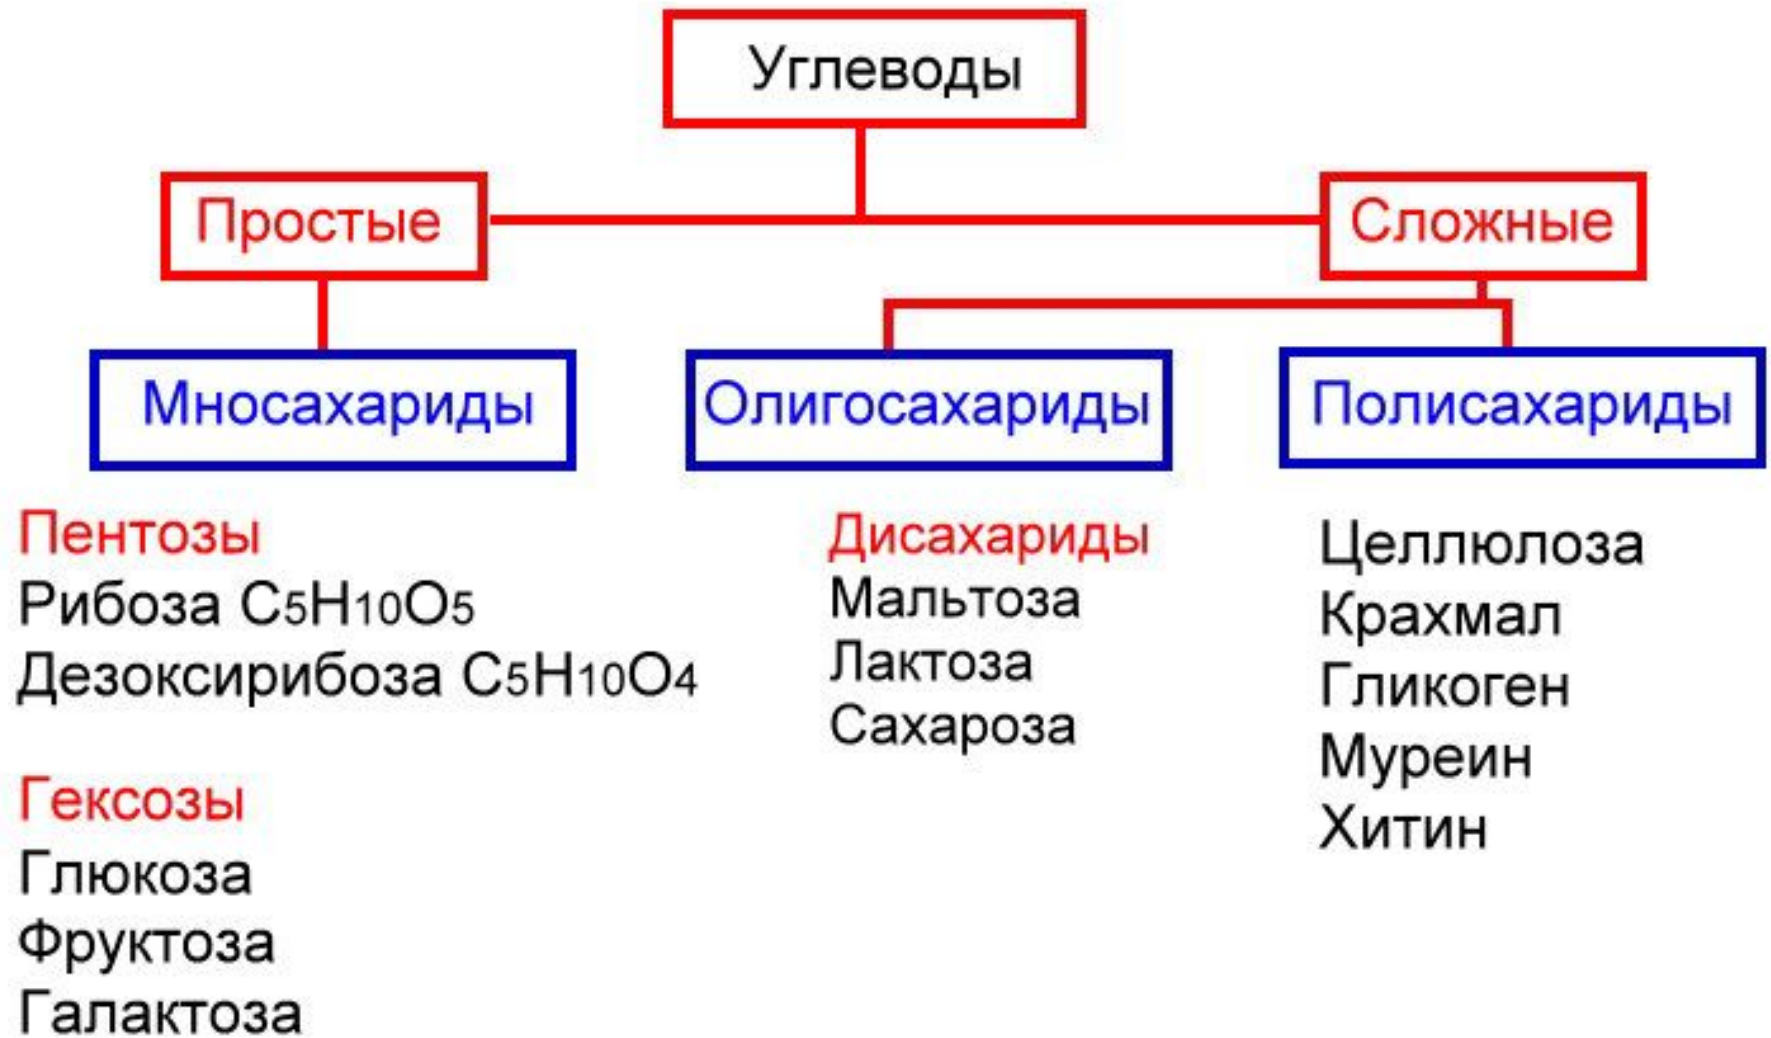 Углеводы
Простые
Сложные
Мносахариды
Олигосахариды
Полисахариды
Пентозы
Рибоза C5H10O5
Дезоксирибоза C5H10O4
Гексозы
Глюкоза
Фруктоза
Галактоза
Дисахариды
Мальтоза
Лактоза
Сахароза
Целлюлоза
Крахмал
Гликоген
Муреин
Хитин